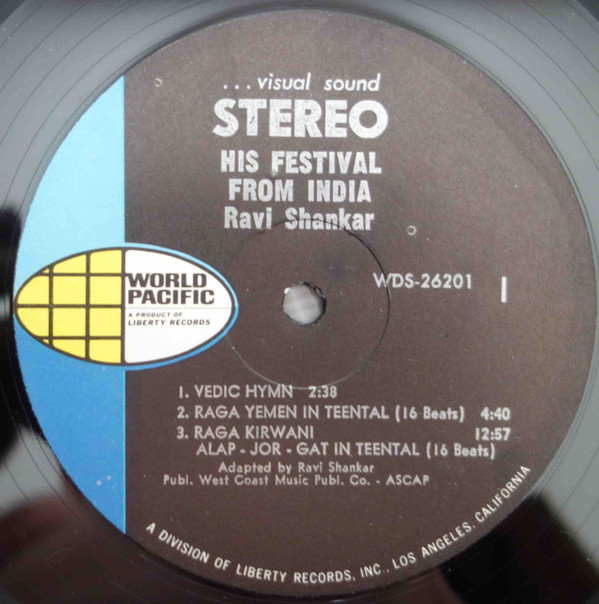 ...visual sound
STEREO
HIS FESTIVAL
FROM INDIA
Ravi Shankar
WDS-26201 1
WORLD
PACIFIC
A PRODUCT OF
LIBERTY RECORDS
1. VEDIC HYMN 2:38
2. RAGA YEMEN IN TEENTAL (16 Beats) 4:40
3. RAGA KIRWANI 12:57
ALAP - JOR - GAT IN TEENTAL (16 Beats)
Adapted by Ravi Shankar
Publ. West Coast Music Publ. Co. - ASCAP
A DIVISION OF LIBERTY RECORDS, INC., LOS ANGELES, CALIFORNIA